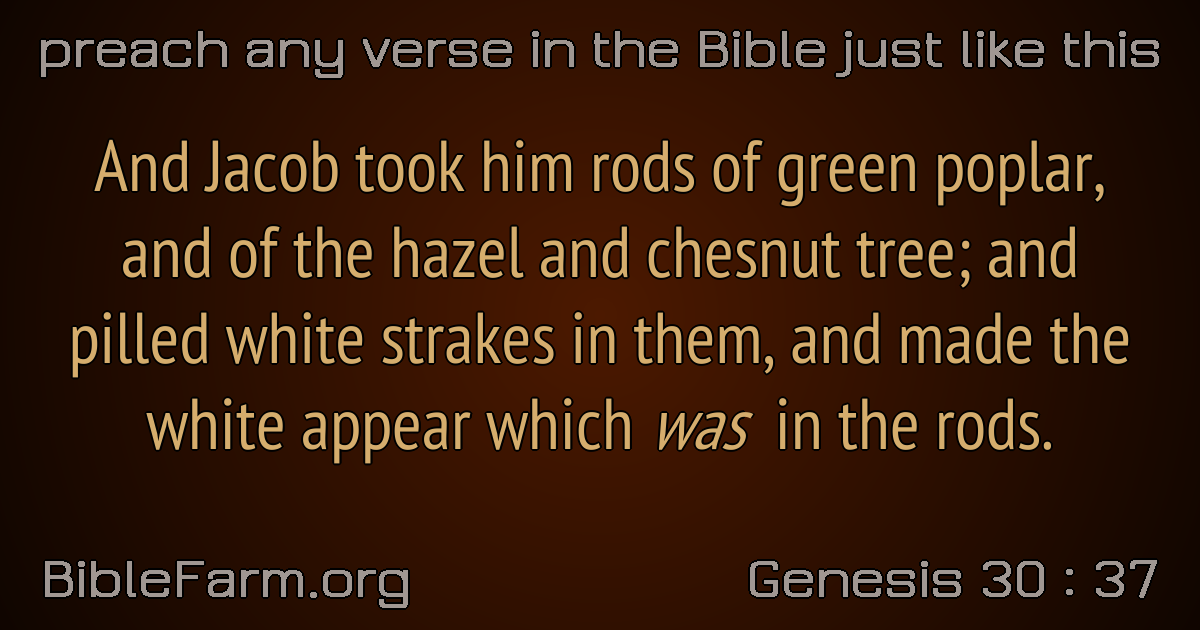 preach any verse in the Bible just like this
And Jacob took him rods of green poplar,
and of the hazel and chesnut tree; and
pilled white strakes in them, and made the
white appear which was in the rods.
BibleFarm.org
Genesis 30 : 37